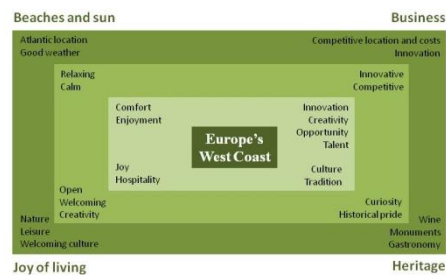 Beaches and sun
Business
Atlantic location
Good weather
Competitive location and costs
Innovation
Relaxing
Calm
Innovative
Competitive
Comfort
Enjoyment
Innovation
Creativity
Opportunity
Talent
Europe's
West Coast
Joy
Hospitality
Culture
Tradition
Open
Welcoming
Creativity
Curiosity
Historical pride
Nature
Leisure
Welcoming culture
Wine
Monuments
Gastronomy
Joy of living
Heritage